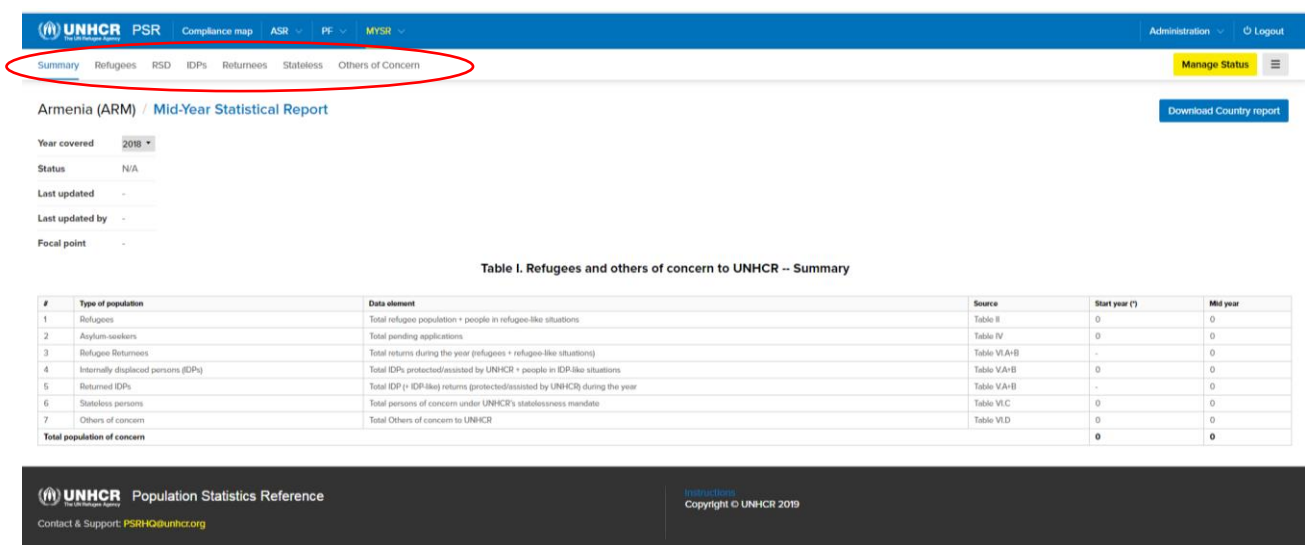 UNHCR The UN Refugee Agency PSR Compliance map ASR PF MYSR Administration Logout
Summary Refugees RSD IDPs Returnees Stateless Others of Concern Manage Status
Armenia (ARM) / Mid-Year Statistical Report Download Country report
Year covered 2018
Status N/A
Last updated -
Last updated by -
Focal point -
Table I. Refugees and others of concern to UNHCR -- Summary
# Type of population Data element Source Start year (*) Mid year
1 Refugees Total refugee population + people in refugee-like situations Table II 0 0
2 Asylum-seekers Total pending applications Table IV 0 0
3 Refugee Returnees Total returns during the year (refugees + refugee-like situations) Table VI.A+B - 0
4 Internally displaced persons (IDPs) Total IDPs protected/assisted by UNHCR + people in IDP-like situations Table V.A+B 0 0
5 Returned IDPs Total IDP (+ IDP-like) returns (protected/assisted by UNHCR) during the year Table V.A+B - 0
6 Stateless persons Total persons of concern under UNHCR's statelessness mandate Table VI.C 0 0
7 Others of concern Total Others of concern to UNHCR Table VI.D 0 0
Total population of concern 0 0
UNHCR The UN Refugee Agency Population Statistics Reference
Contact & Support: PSRHQ@unhcr.org
Instructions
Copyright © UNHCR 2019